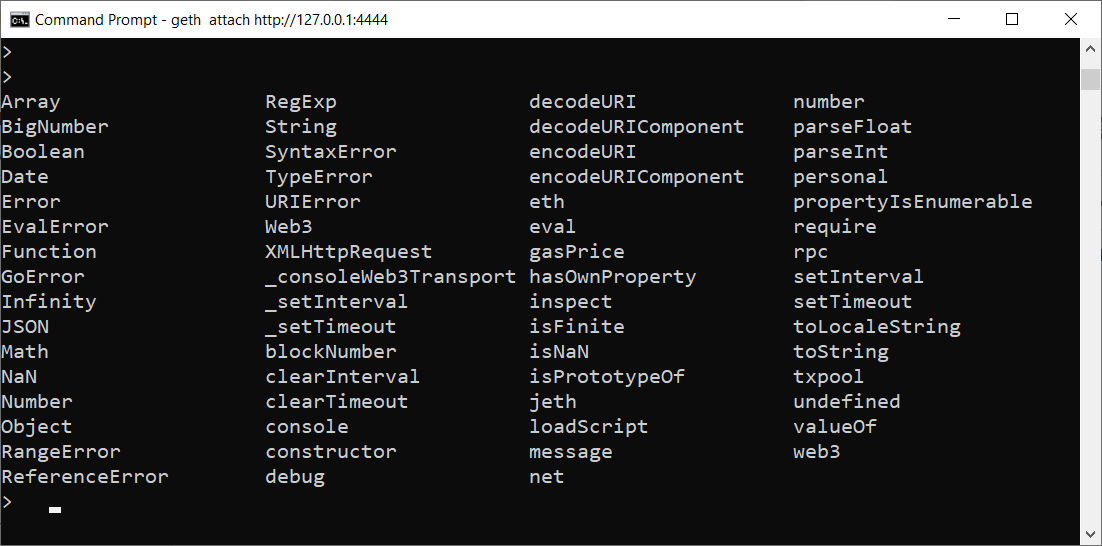 Command Prompt - geth  attach http://127.0.0.1:4444
>
>
Array RegExp decodeURI number
BigNumber String decodeURIComponent parseFloat
Boolean SyntaxError encodeURI parseInt
Date TypeError encodeURIComponent personal
Error URIError eth propertyIsEnumerable
EvalError Web3 eval require
Function XMLHttpRequest gasPrice rpc
GoError _consoleWeb3Transport hasOwnProperty setInterval
Infinity _setInterval inspect setTimeout
JSON _setTimeout isFinite toLocaleString
Math blockNumber isNaN toString
NaN clearInterval isPrototypeOf txpool
Number clearTimeout jeth undefined
Object console loadScript valueOf
RangeError constructor message web3
ReferenceError debug net
>